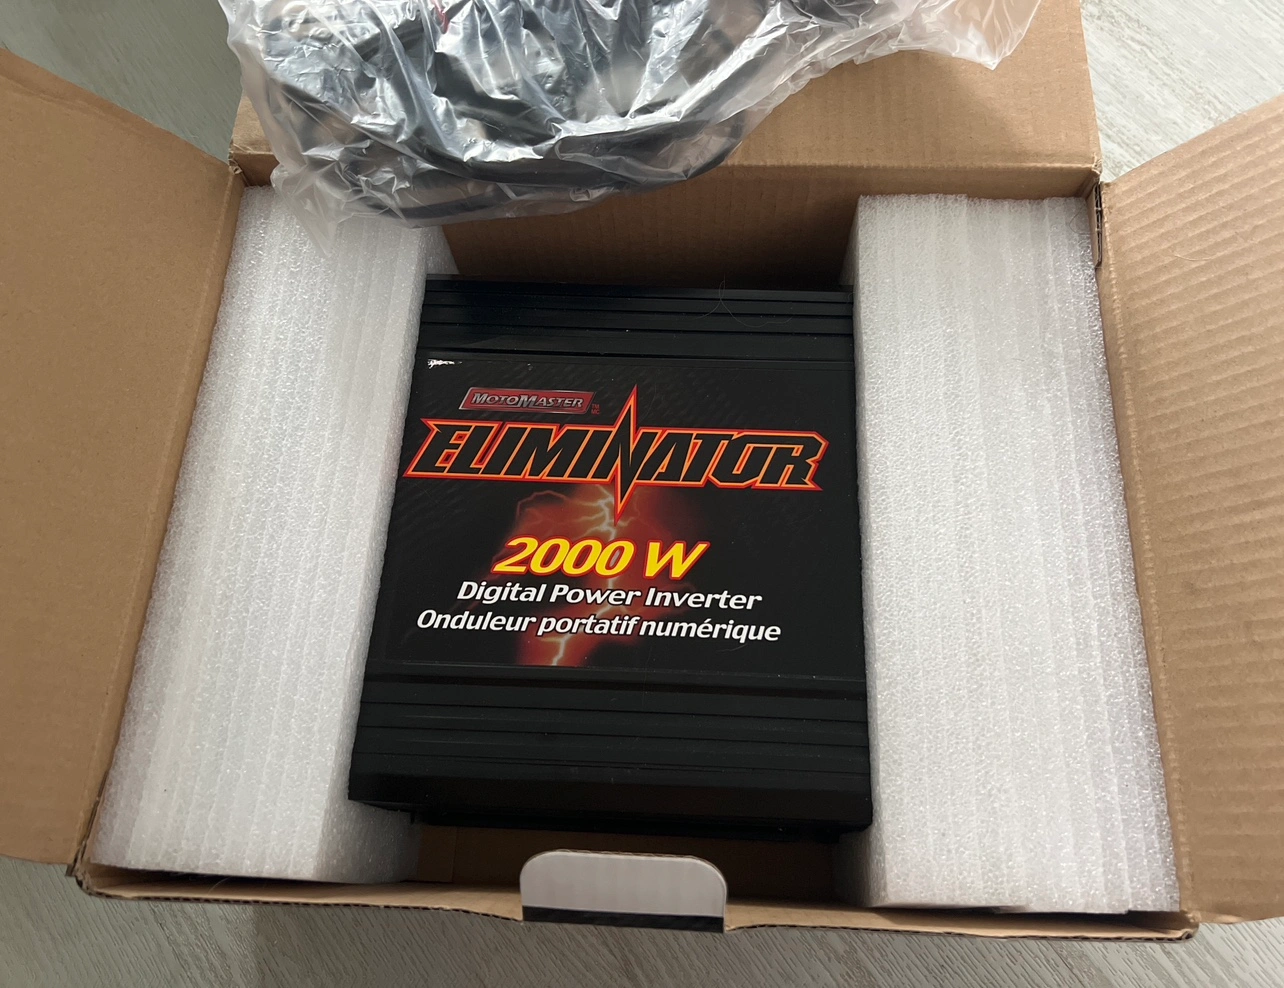 MOTOMASTER
ELIMINATOR
2000 W
Digital Power Inverter
Onduleur portatif numérique